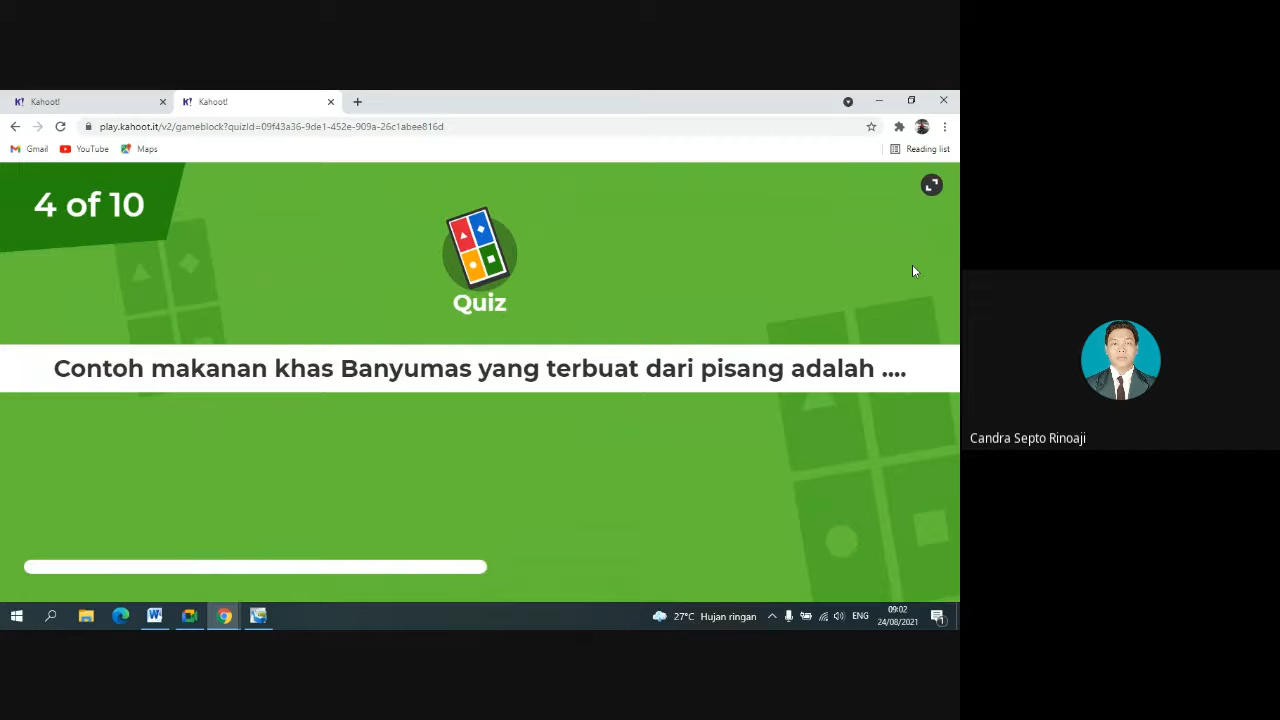 K! Kahoot!
K! Kahoot!
play.kahoot.it/v2/gameblock?quizId=09f43a36-9de1-452e-909a-26c1abee816d
Gmail
YouTube
Maps
Reading list
4 of 10
Quiz
Contoh makanan khas Banyumas yang terbuat dari pisang adalah ....
Candra Septo Rinoaji
27°C Hujan ringan
ENG
09:02
24/08/2021
1